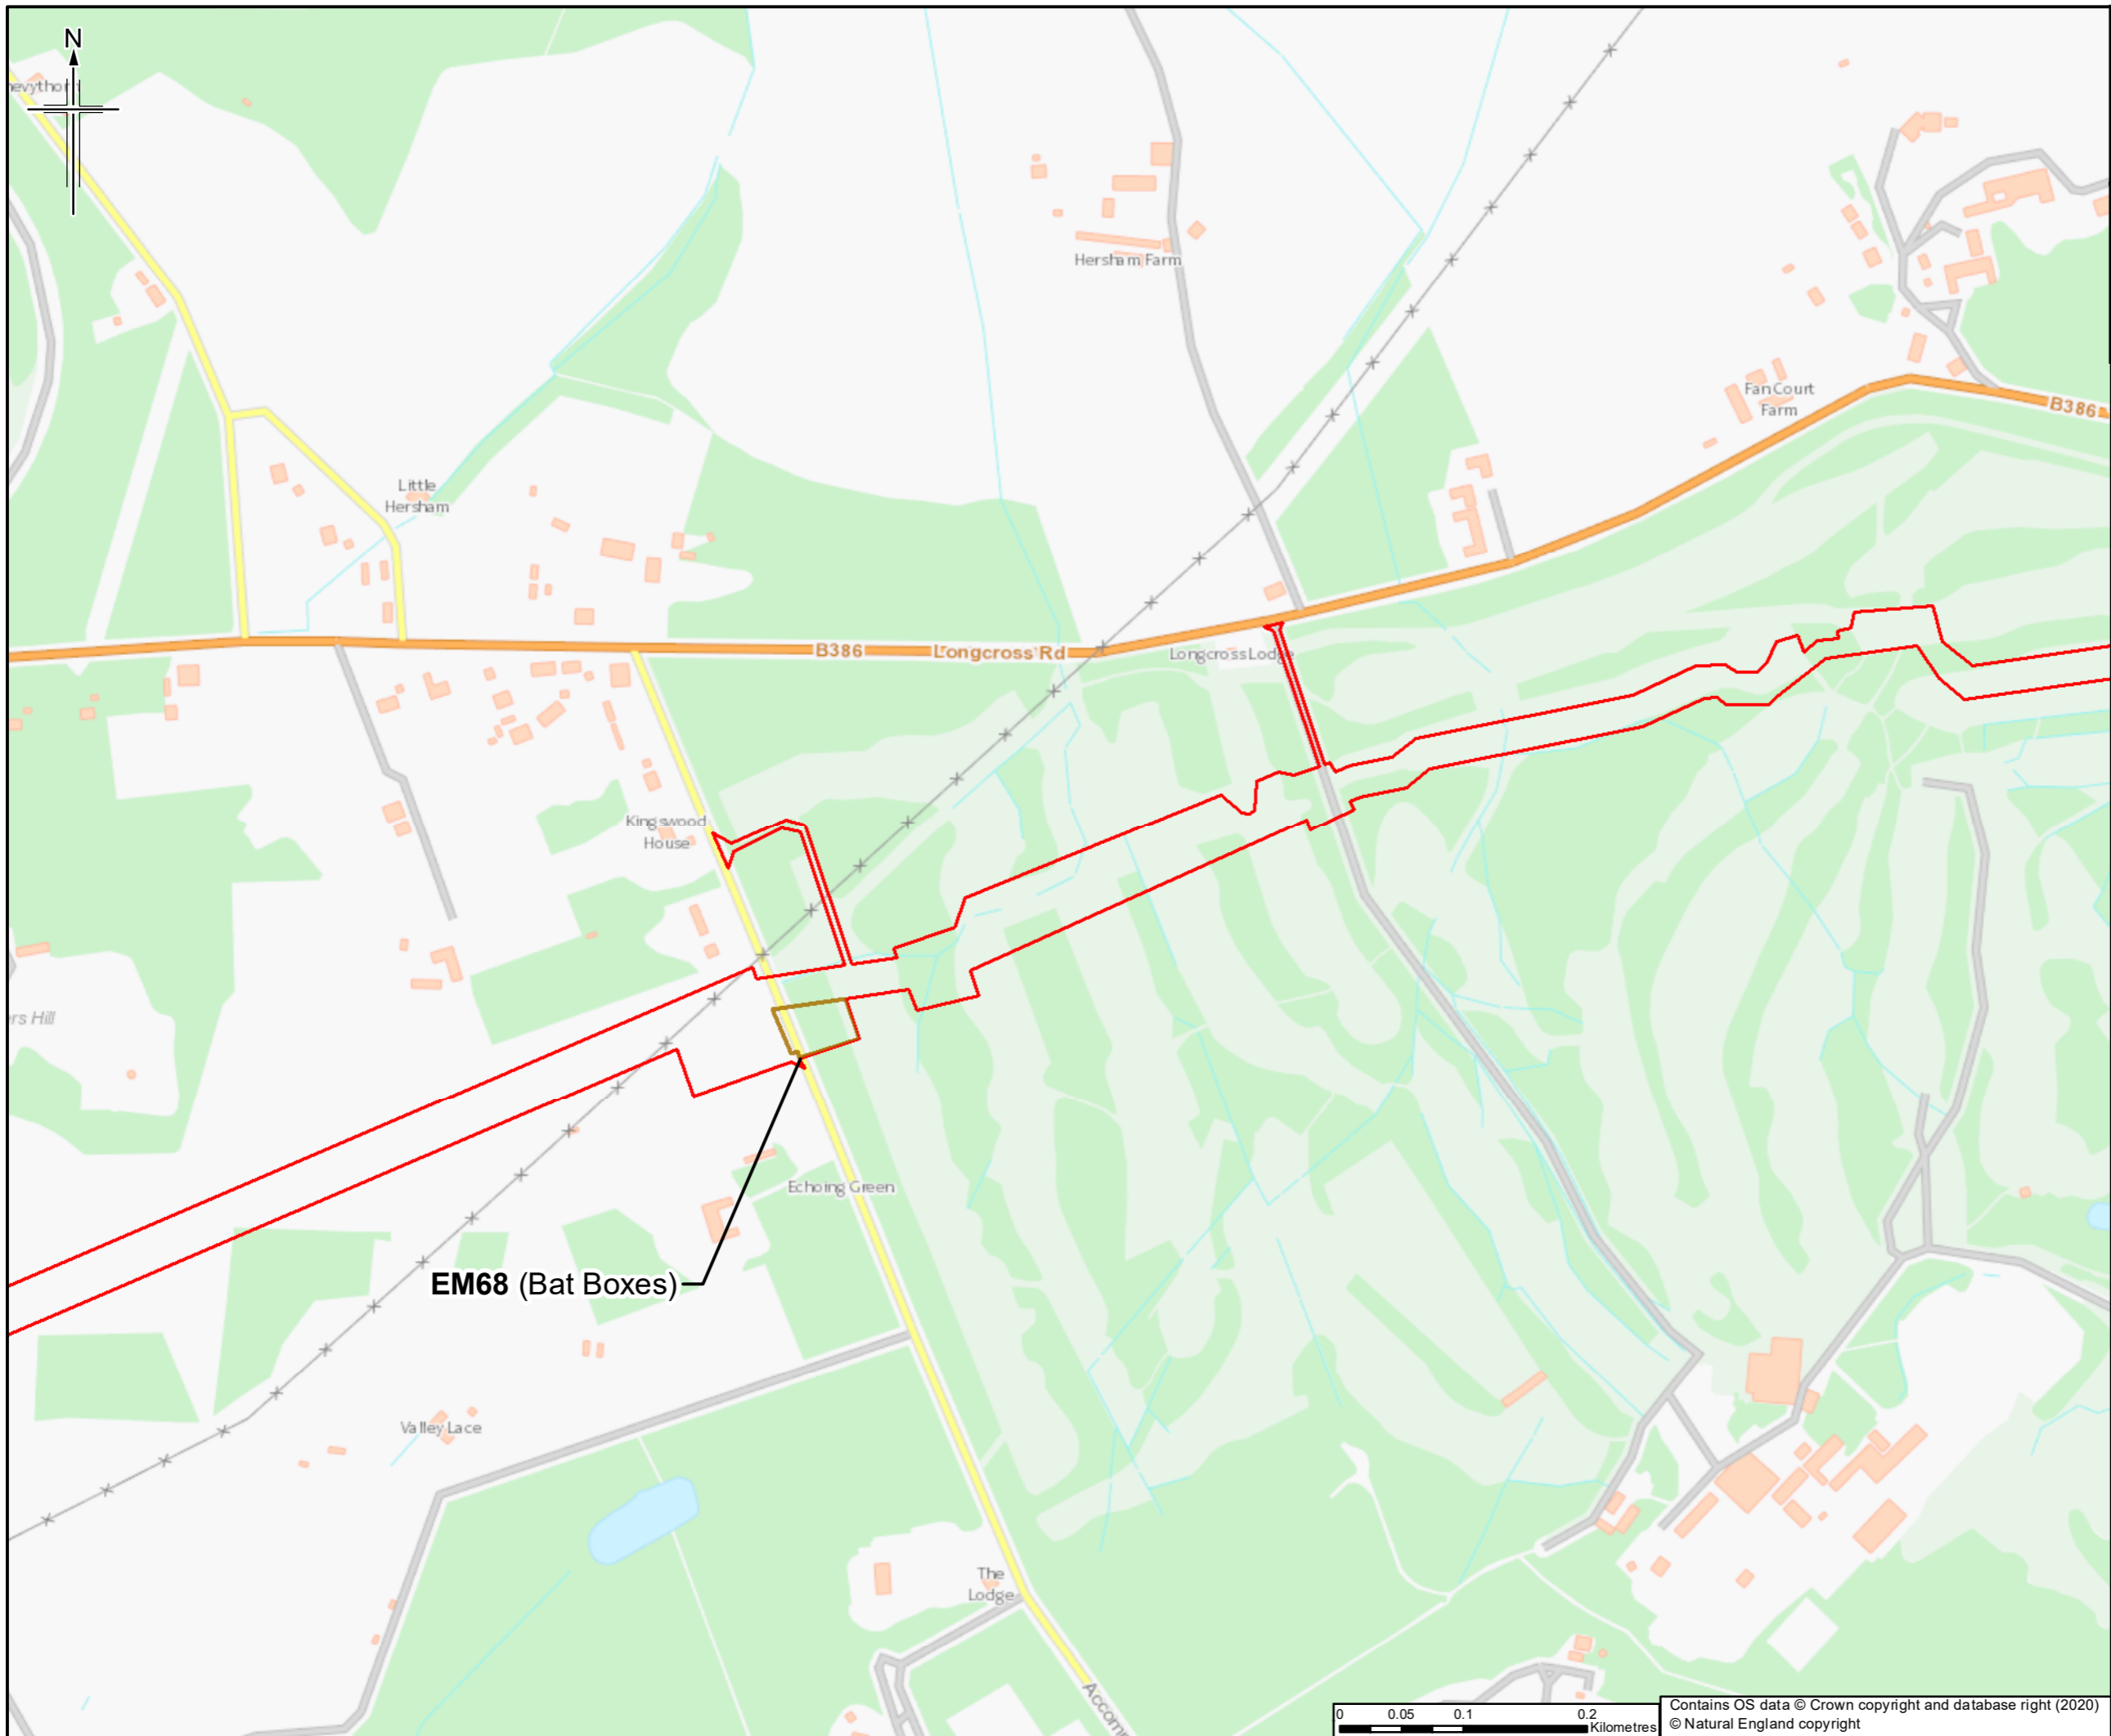 N
Hersham Farm
Fan Court
Farm
B386
Little
Hersham
B386
Longcross Rd
Longcross Lodge
Kingswood
House
Echoing Green
EM68 (Bat Boxes)
Valley Lace
The
Lodge
0 0.05 0.1 0.2
Kilometres
Contains OS data © Crown copyright and database right (2020)
© Natural England copyright